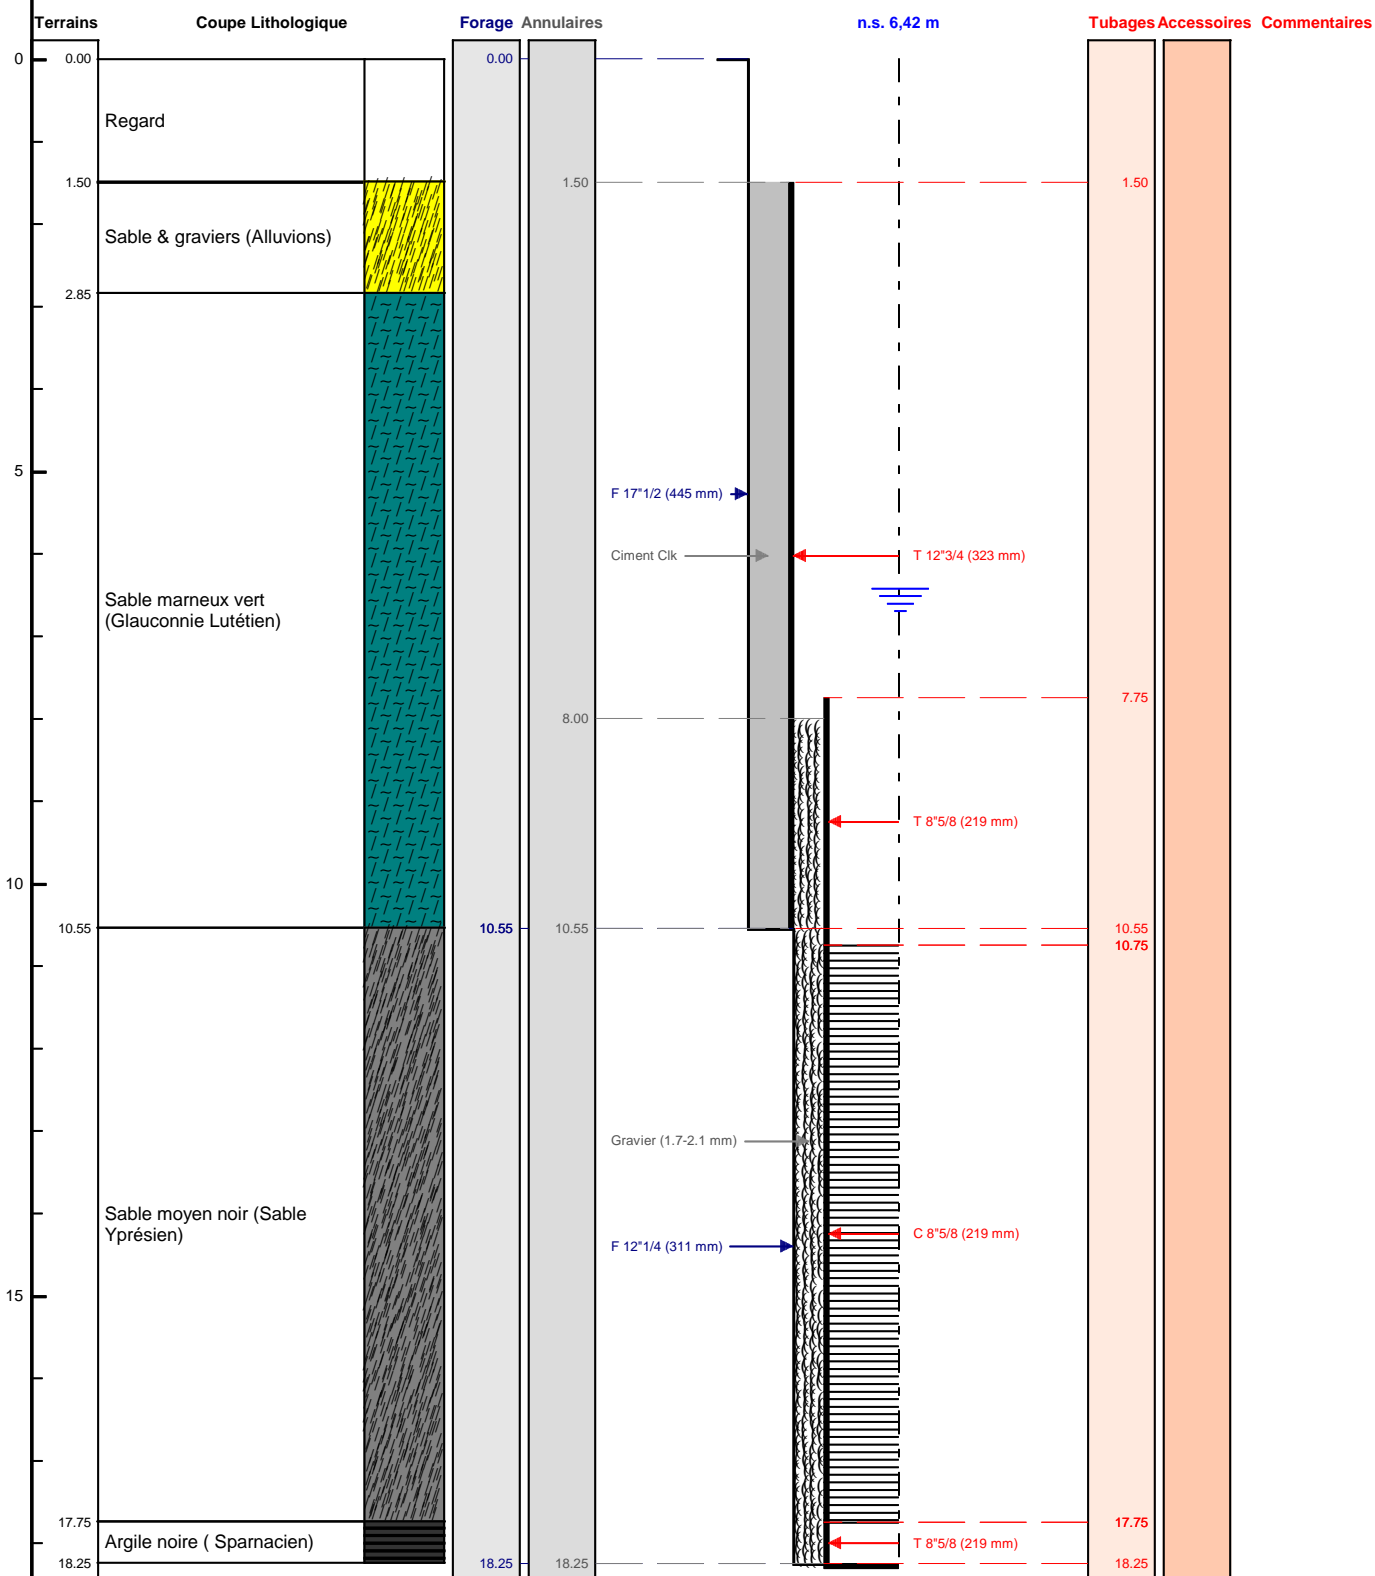 Terrains Coupe Lithologique Forage Annulaires n.s. 6,42 m Tubages Accessoires Commentaires
0 0.00 0.00
Regard
1.50 1.50 1.50
Sable & graviers (Alluvions)
2.85
5
F 17"1/2 (445 mm)
Ciment Clk T 12"3/4 (323 mm)
Sable marneux vert
(Glauconnie Lutétien)
7.75
8.00
T 8"5/8 (219 mm)
10
10.55 10.55 10.55 10.55
10.75
Gravier (1.7-2.1 mm)
Sable moyen noir (Sable
Yprésien)
C 8"5/8 (219 mm)
F 12"1/4 (311 mm)
15
17.75 17.75
Argile noire ( Sparnacien) T 8"5/8 (219 mm)
18.25 18.25 18.25 18.25